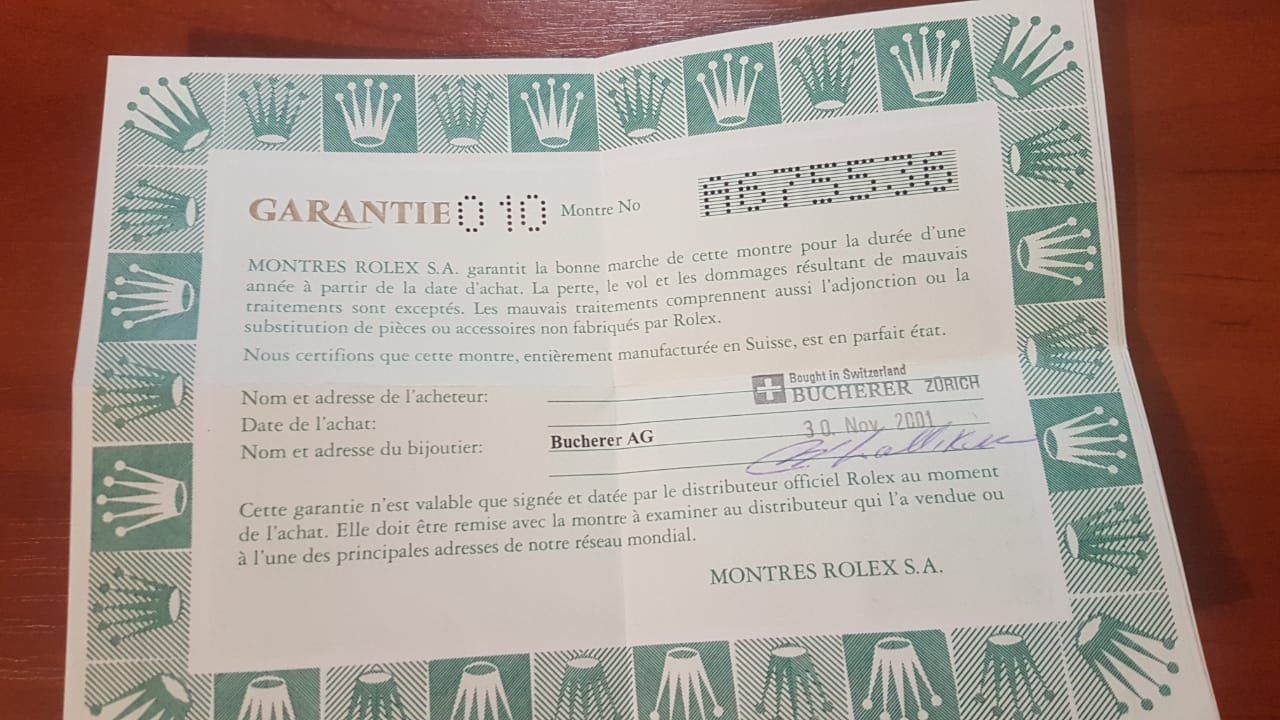 GARANTIE 010 Montre No A675536
MONTRES ROLEX S.A. garantit la bonne marche de cette montre pour la durée d'une
année à partir de la date d'achat. La perte, le vol et les dommages résultant de mauvais
traitements sont exceptés. Les mauvais traitements comprennent aussi l'adjonction ou la
substitution de pièces ou accessoires non fabriqués par Rolex.
Nous certifions que cette montre, entièrement manufacturée en Suisse, est en parfait état.
Nom et adresse de l'acheteur:
Bought in Switzerland
BUCHERER ZÜRICH
Date de l'achat:
30. Nov. 2001
Nom et adresse du bijoutier: Bucherer AG
Cette garantie n'est valable que signée et datée par le distributeur officiel Rolex au moment
de l'achat. Elle doit être remise avec la montre à examiner au distributeur qui l'a vendue ou
à l'une des principales adresses de notre réseau mondial.
MONTRES ROLEX S.A.